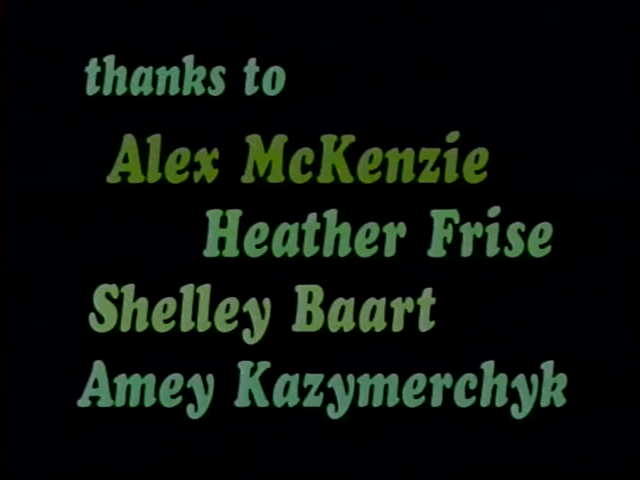 thanks to
Alex McKenzie
Heather Frise
Shelley Baart
Amey Kazymerchyk